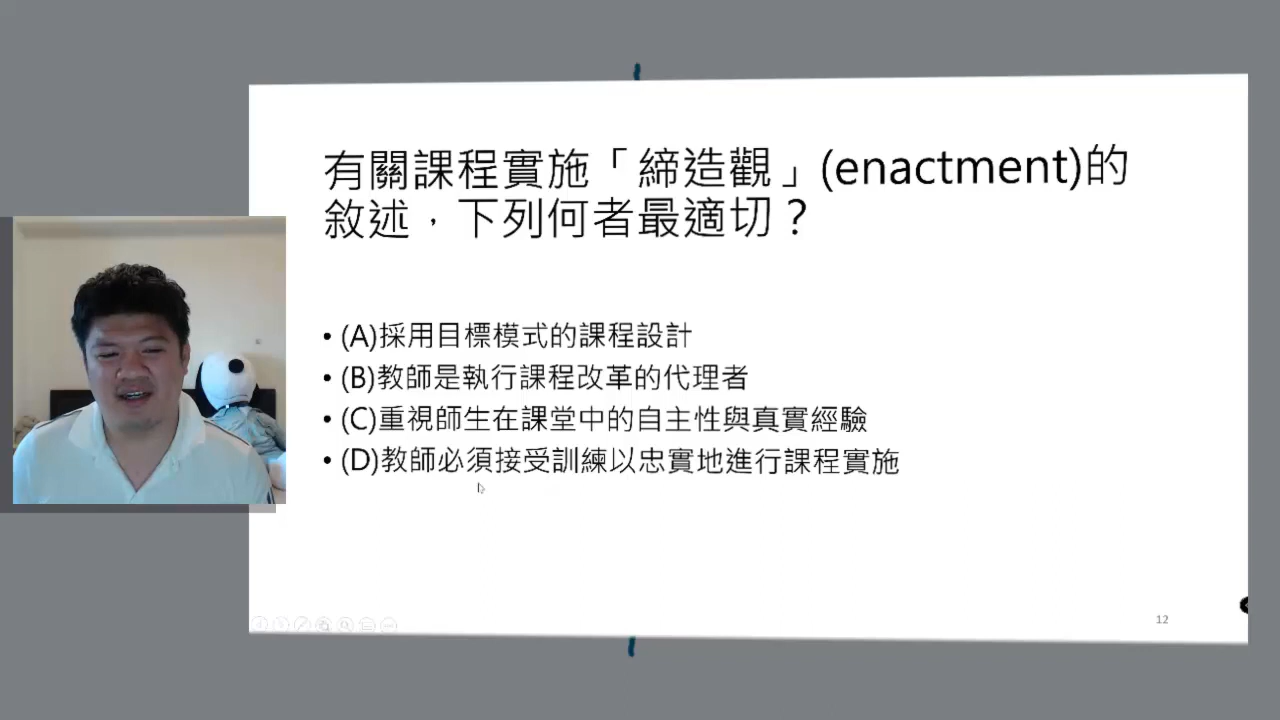 有關課程實施「締造觀」(enactment)的
敘述，下列何者最適切？
• (A)採用目標模式的課程設計
• (B)教師是執行課程改革的代理者
• (C)重視師生在課堂中的自主性與真實經驗
• (D)教師必須接受訓練以忠實地進行課程實施
12